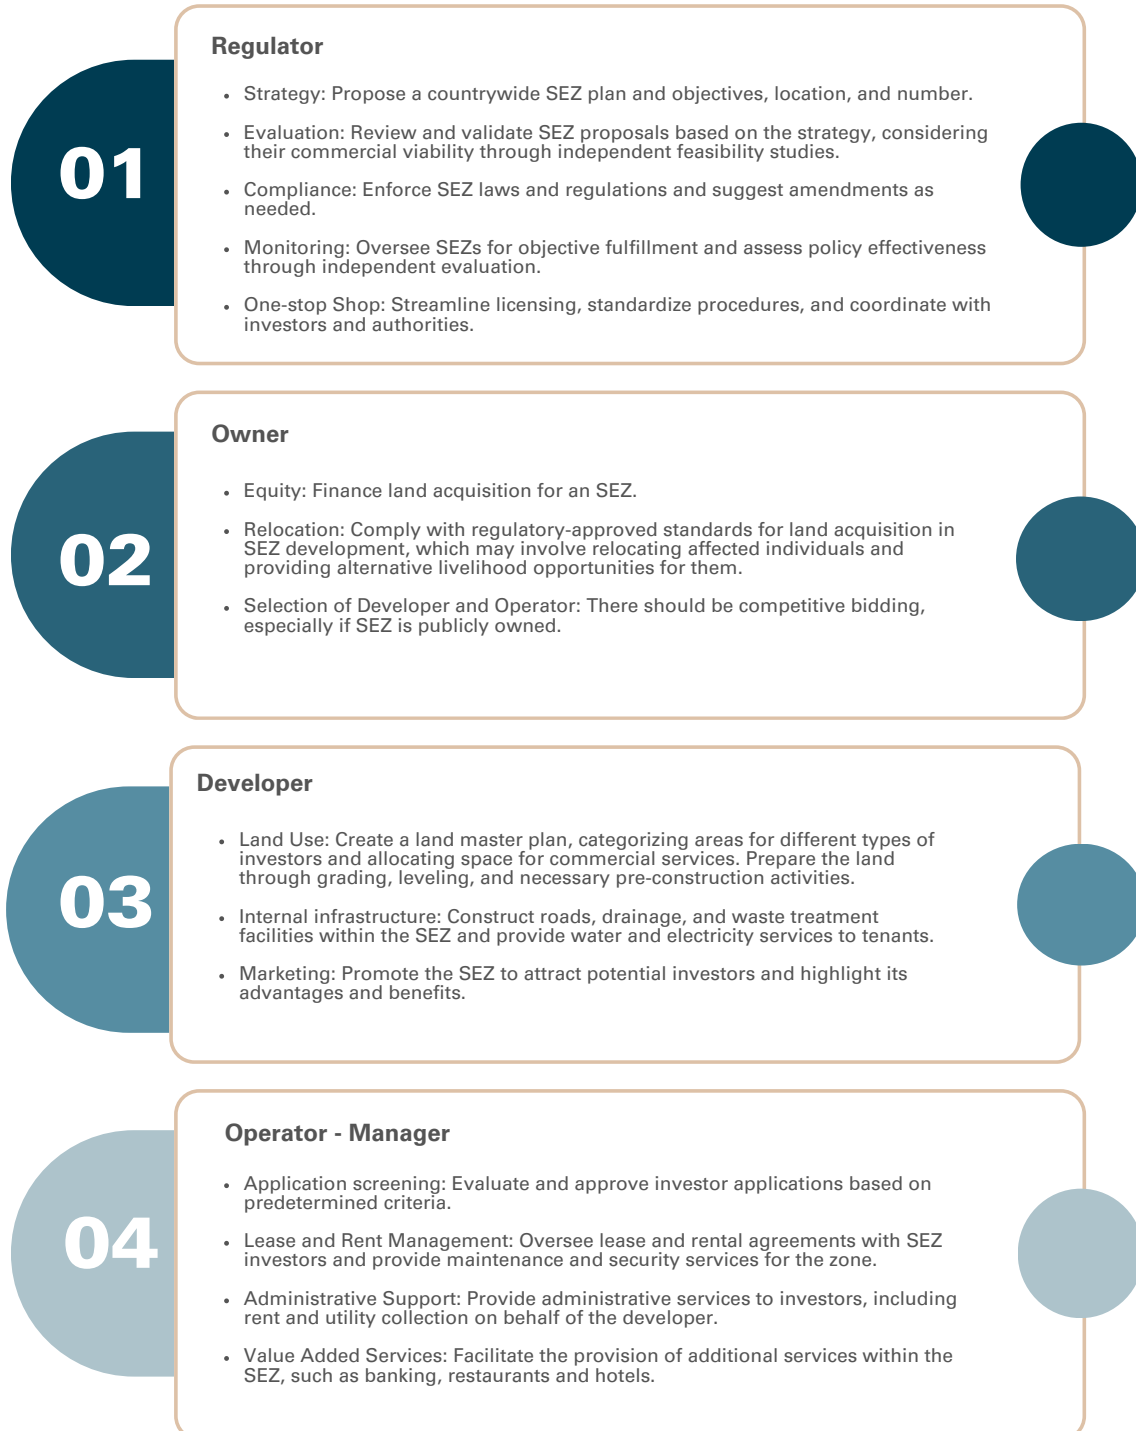 01
Regulator
• Strategy: Propose a countrywide SEZ plan and objectives, location, and number.
• Evaluation: Review and validate SEZ proposals based on the strategy, considering
their commercial viability through independent feasibility studies.
• Compliance: Enforce SEZ laws and regulations and suggest amendments as
needed.
• Monitoring: Oversee SEZs for objective fulfillment and assess policy effectiveness
through independent evaluation.
• One-stop Shop: Streamline licensing, standardize procedures, and coordinate with
investors and authorities.
02
Owner
• Equity: Finance land acquisition for an SEZ.
• Relocation: Comply with regulatory-approved standards for land acquisition in
SEZ development, which may involve relocating affected individuals and
providing alternative livelihood opportunities for them.
• Selection of Developer and Operator: There should be competitive bidding,
especially if SEZ is publicly owned.
03
Developer
• Land Use: Create a land master plan, categorizing areas for different types of
investors and allocating space for commercial services. Prepare the land
through grading, leveling, and necessary pre-construction activities.
• Internal infrastructure: Construct roads, drainage, and waste treatment
facilities within the SEZ and provide water and electricity services to tenants.
• Marketing: Promote the SEZ to attract potential investors and highlight its
advantages and benefits.
04
Operator - Manager
• Application screening: Evaluate and approve investor applications based on
predetermined criteria.
• Lease and Rent Management: Oversee lease and rental agreements with SEZ
investors and provide maintenance and security services for the zone.
• Administrative Support: Provide administrative services to investors, including
rent and utility collection on behalf of the developer.
• Value Added Services: Facilitate the provision of additional services within the
SEZ, such as banking, restaurants and hotels.